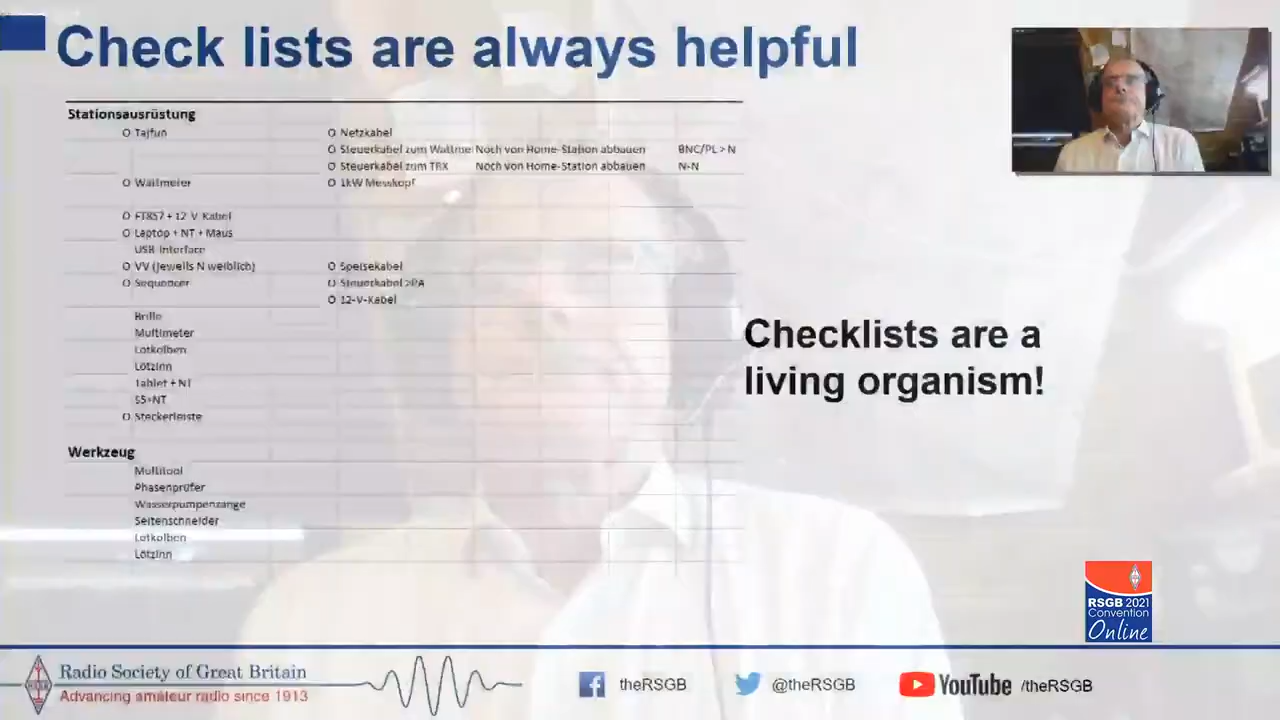 Check lists are always helpful
Stationsausrüstung
O Tajfun O Netzkabel
O Steuerkabel zum Wattme Noch von Home-Station abbauen BNC/PL > N
O Steuerkabel zum TRX Noch von Home-Station abbauen N-N
O Wattmeter O 1kW Messkopf
O FT857 + 12-V-Kabel
O Laptop + NT + Maus
USB-Interface
O VV (jeweils N weiblich) O Speisekabel
O Sequencer O Steuerkabel >PA
O 12-V-Kabel
Brille
Multimeter
Lötkolben
Lötzinn
Tablet + NT
S5+NT
O Steckerleiste
Checklists are a
living organism!
Werkzeug
Multitool
Phasenprüfer
Wasserpumpenzange
Seitenschneider
Lötkolben
Lötzinn
RSGB 2021
Convention
Online
Radio Society of Great Britain
Advancing amateur radio since 1913
theRSGB
@theRSGB
YouTube /theRSGB